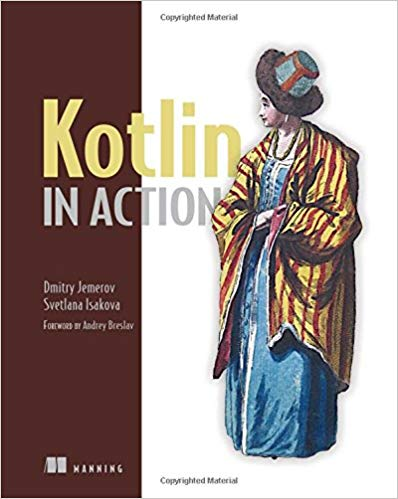 Copyrighted Material
Kotlin
IN ACTION
Dmitry Jemerov
Svetlana Isakova
FOREWORD BY Andrey Breslav
MANNING
Copyrighted Material